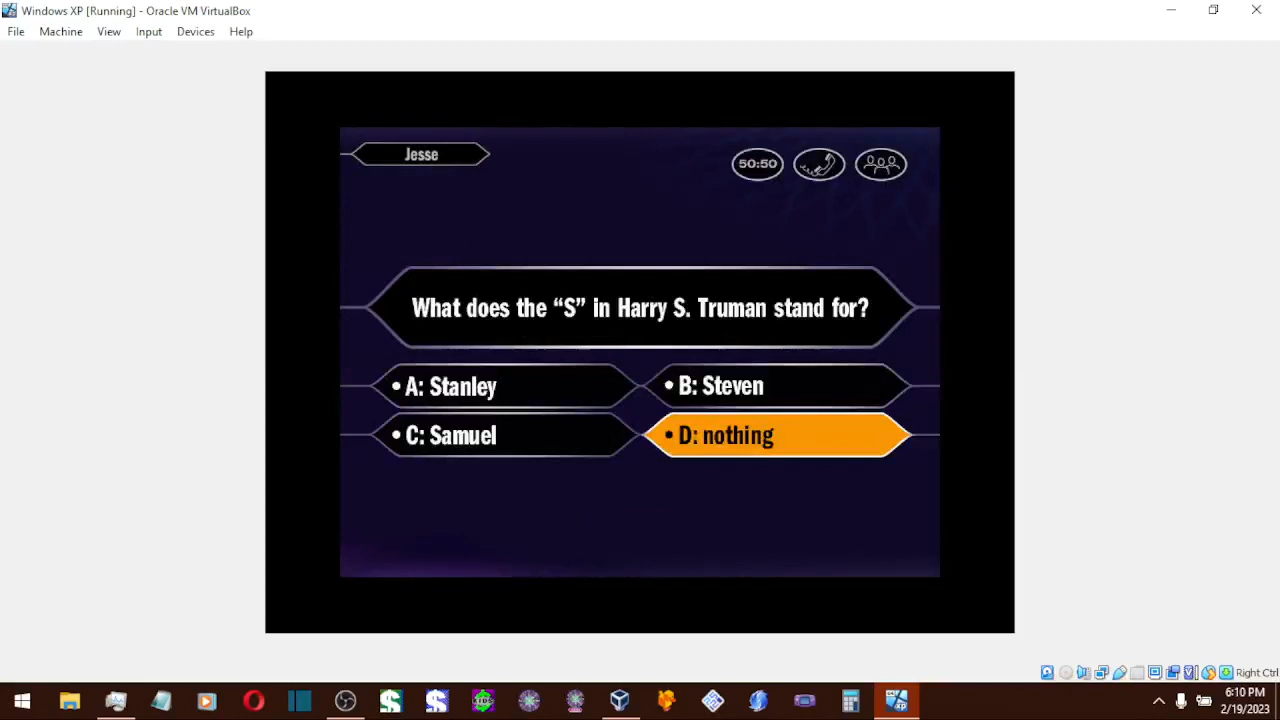 Windows XP [Running] - Oracle VM VirtualBox
File Machine View Input Devices Help
Jesse
50:50
What does the “S” in Harry S. Truman stand for?
• A: Stanley • B: Steven
• C: Samuel • D: nothing
Right Ctrl
6:10 PM
2/19/2023